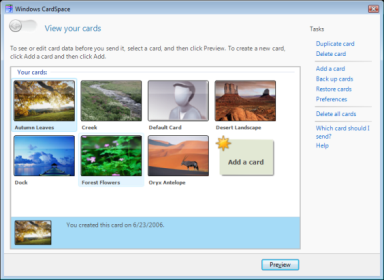 Windows CardSpace
View your cards
Tasks
To see or edit card data before you send it, select a card, and then click Preview. To create a new card,
click Add a card and then click Add.
Duplicate card
Delete card
Add a card
Back up cards
Restore cards
Preferences
Delete all cards
Which card should I
send?
Help
Your cards:
Autumn Leaves
Creek
Default Card
Desert Landscape
Dock
Forest Flowers
Oryx Antelope
Add a card
You created this card on 6/23/2006.
Preview